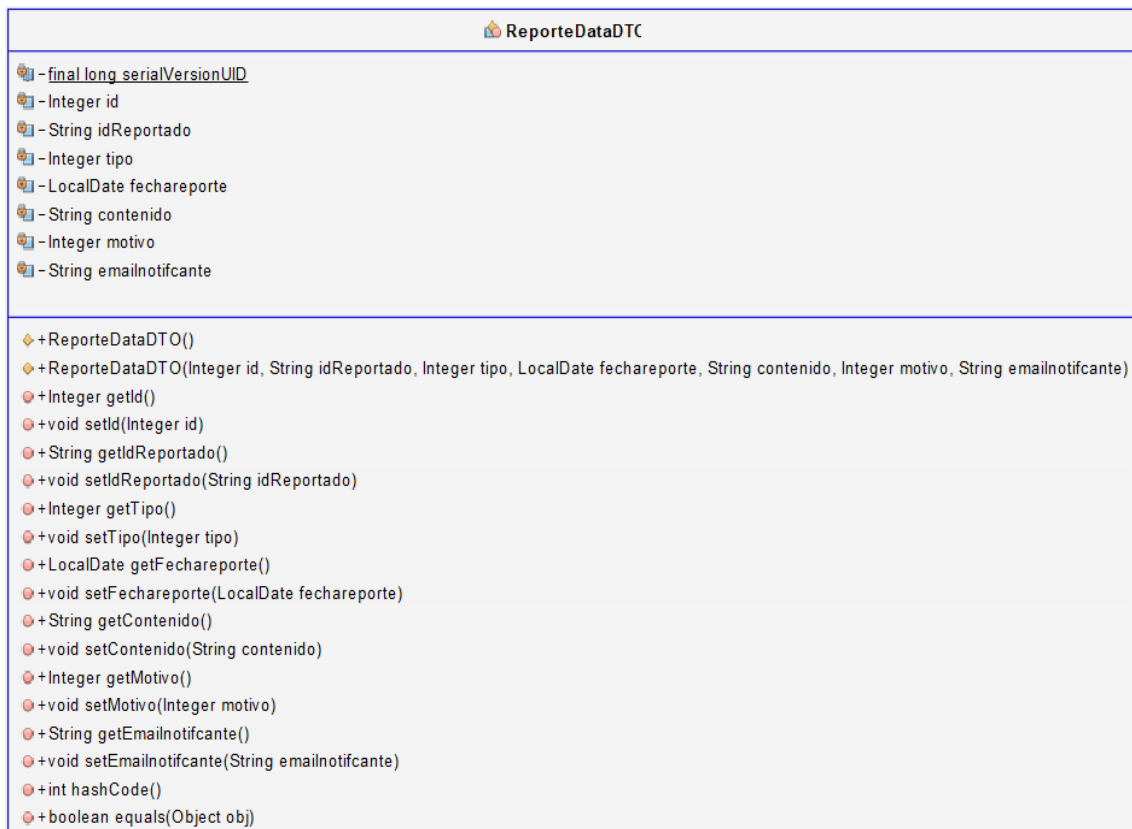 ReporteDataDTO
-final long serialVersionUID
-Integer id
-String idReportado
-Integer tipo
-LocalDate fechareporte
-String contenido
-Integer motivo
-String emailnotifcante
+ReporteDataDTO()
+ReporteDataDTO(Integer id, String idReportado, Integer tipo, LocalDate fechareporte, String contenido, Integer motivo, String emailnotifcante)
+Integer getId()
+void setId(Integer id)
+String getIdReportado()
+void setIdReportado(String idReportado)
+Integer getTipo()
+void setTipo(Integer tipo)
+LocalDate getFechareporte()
+void setFechareporte(LocalDate fechareporte)
+String getContenido()
+void setContenido(String contenido)
+Integer getMotivo()
+void setMotivo(Integer motivo)
+String getEmailnotifcante()
+void setEmailnotifcante(String emailnotifcante)
+int hashCode()
+boolean equals(Object obj)